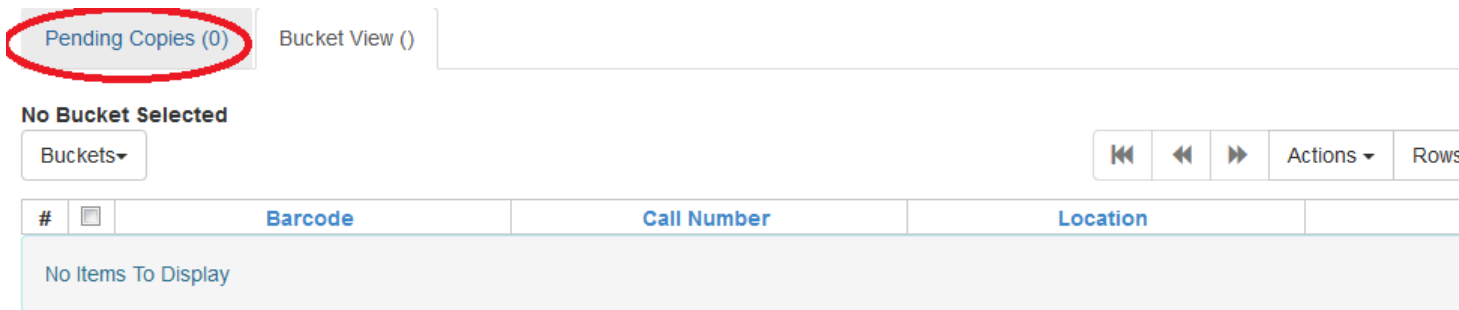 Pending Copies (0) Bucket View ()
No Bucket Selected
Buckets Actions Rows
# Barcode Call Number Location
No Items To Display